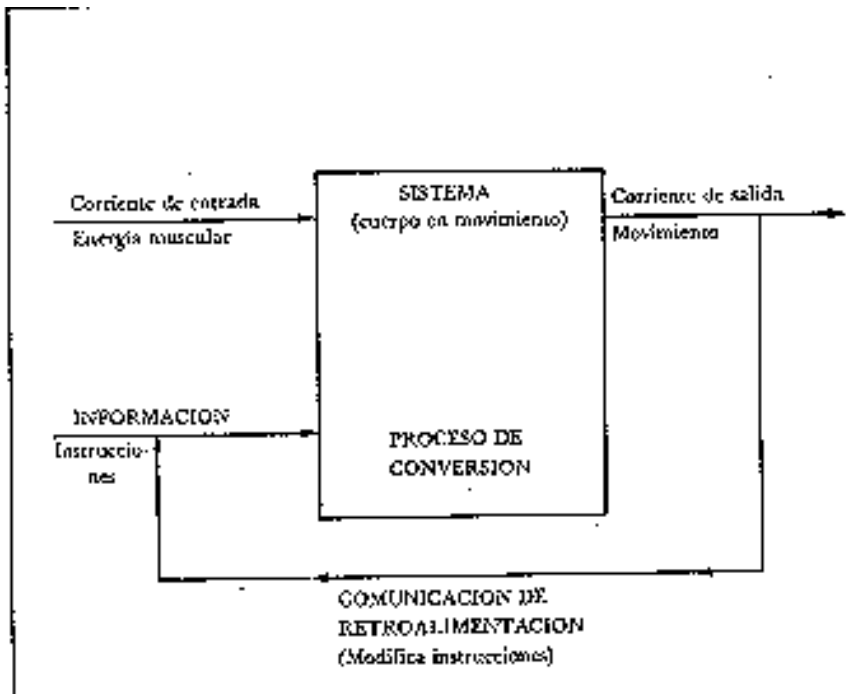 SISTEMA
(cuerpo en movimiento)
Corriente de entrada
Energía muscular
Corriente de salida
Movimiento
INFORMACION
Instruccio-
nes
PROCESO DE
CONVERSION
COMUNICACION DE
RETROALIMENTACION
(Modifica instrucciones)